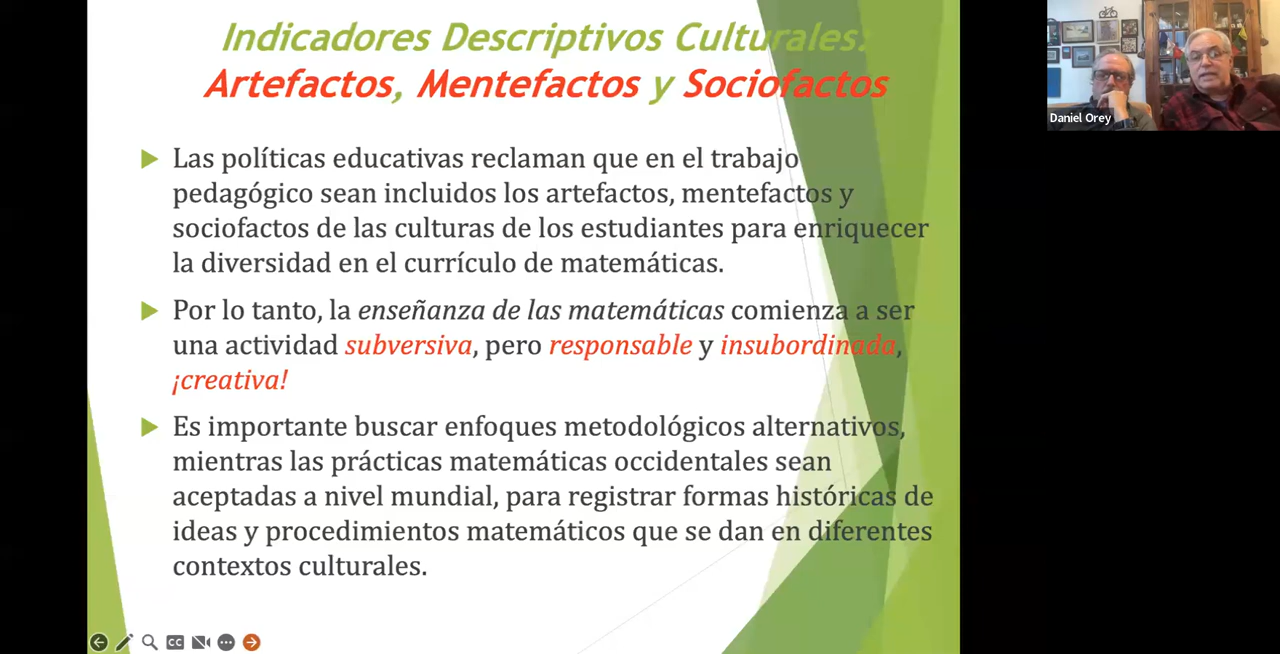 Indicadores Descriptivos Culturales:
Artefactos, Mentefactos y Sociofactos
Las políticas educativas reclaman que en el trabajo
pedagógico sean incluidos los artefactos, mentefactos y
sociofactos de las culturas de los estudiantes para enriquecer
la diversidad en el currículo de matemáticas.
Por lo tanto, la enseñanza de las matemáticas comienza a ser
una actividad subversiva, pero responsable y insubordinada,
¡creativa!
Es importante buscar enfoques metodológicos alternativos,
mientras las prácticas matemáticas occidentales sean
aceptadas a nivel mundial, para registrar formas históricas de
ideas y procedimientos matemáticos que se dan en diferentes
contextos culturales.
Daniel Orey
CC